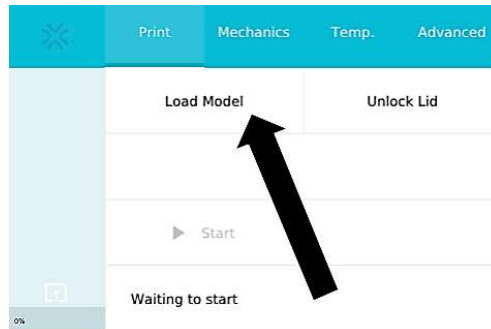 Print Mechanics Temp. Advanced
Load Model Unlock Lid
Start
Waiting to start
0%